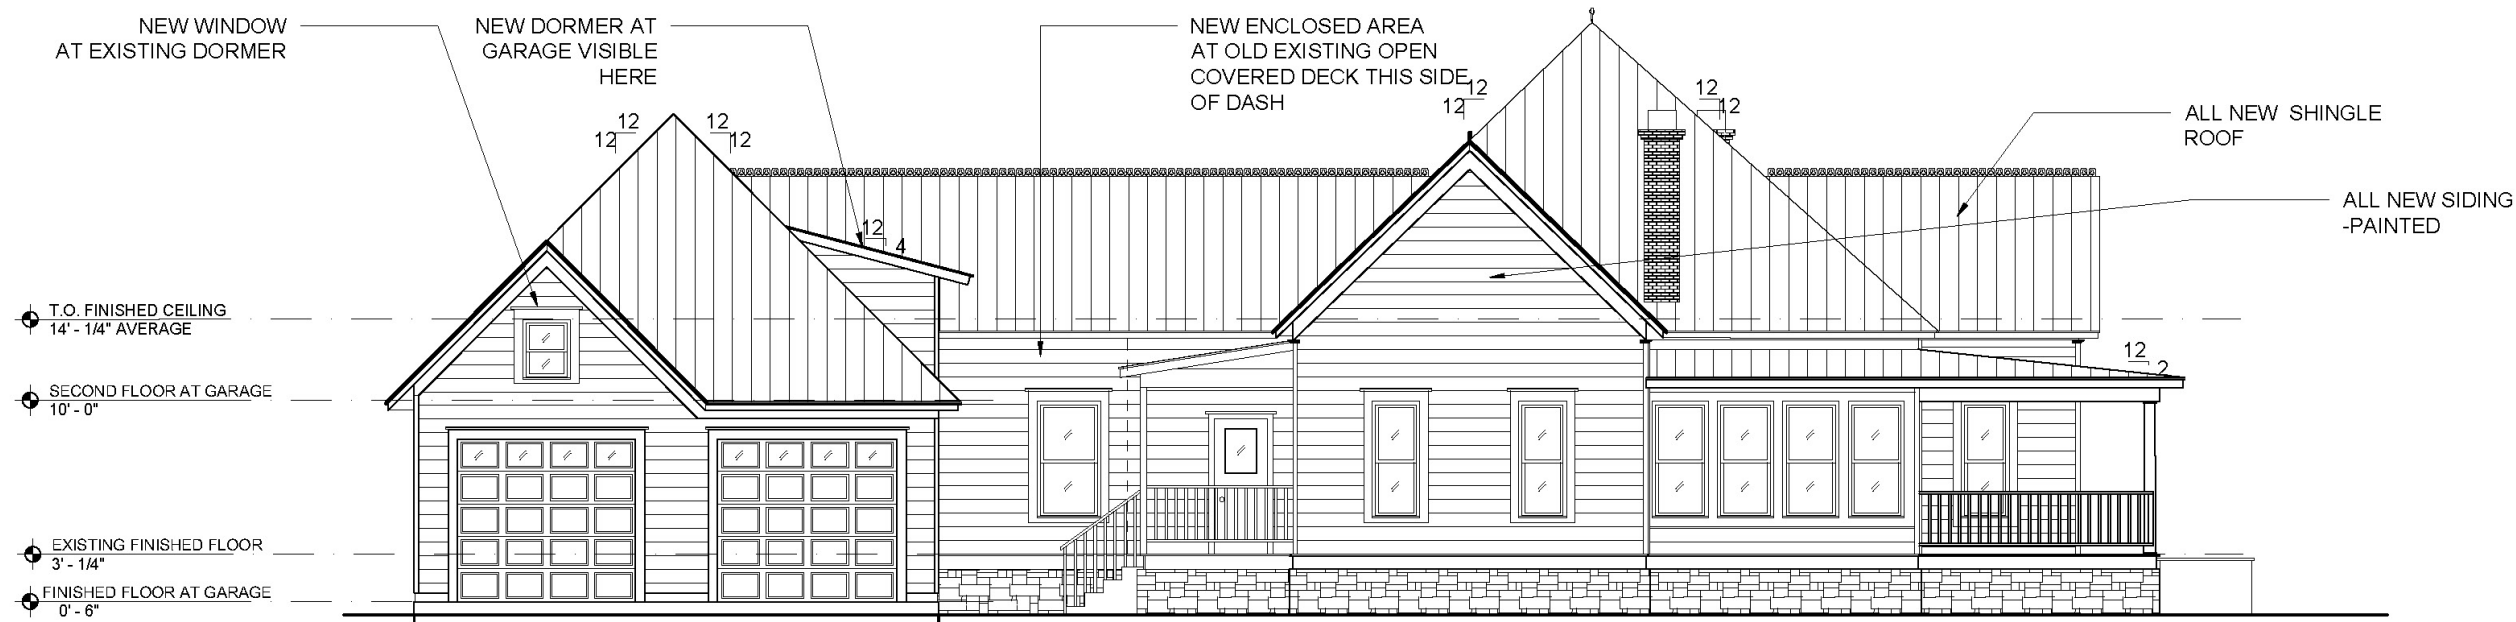 NEW WINDOW
AT EXISTING DORMER
NEW DORMER AT
GARAGE VISIBLE
HERE
NEW ENCLOSED AREA
AT OLD EXISTING OPEN
COVERED DECK THIS SIDE
OF DASH
ALL NEW SHINGLE
ROOF
ALL NEW SIDING
-PAINTED
12
12
12
12
12
12
12
12
12
4
12
2
T.O. FINISHED CEILING
14' - 1/4" AVERAGE
SECOND FLOOR AT GARAGE
10' - 0"
EXISTING FINISHED FLOOR
3' - 1/4"
FINISHED FLOOR AT GARAGE
0' - 6"